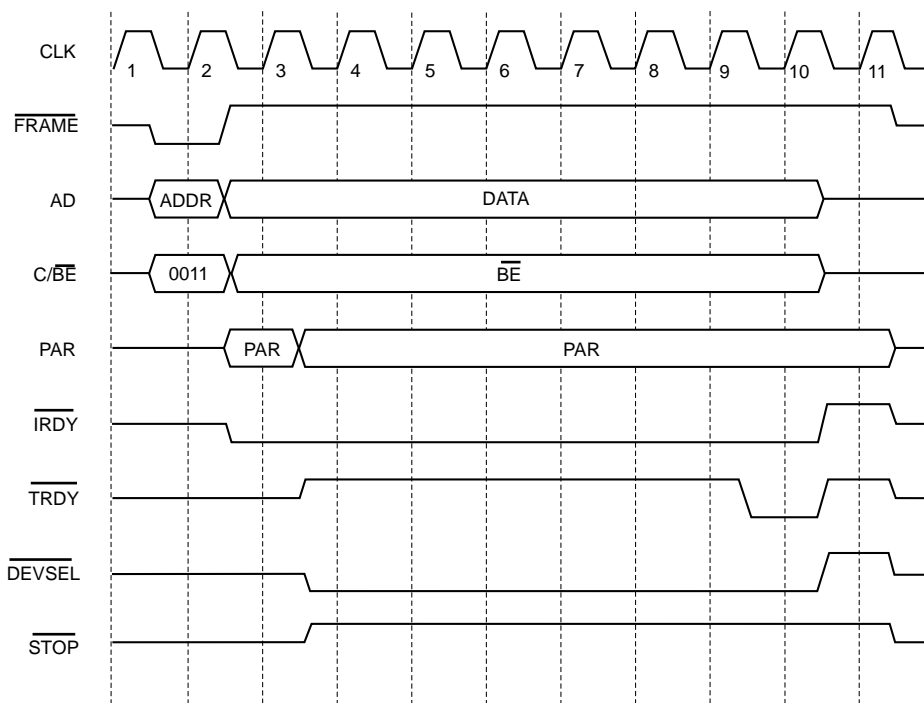 CLK
1 2 3 4 5 6 7 8 9 10 11
FRAME
AD ADDR DATA
C/BE 0011 BE
PAR PAR PAR
IRDY
TRDY
DEVSEL
STOP